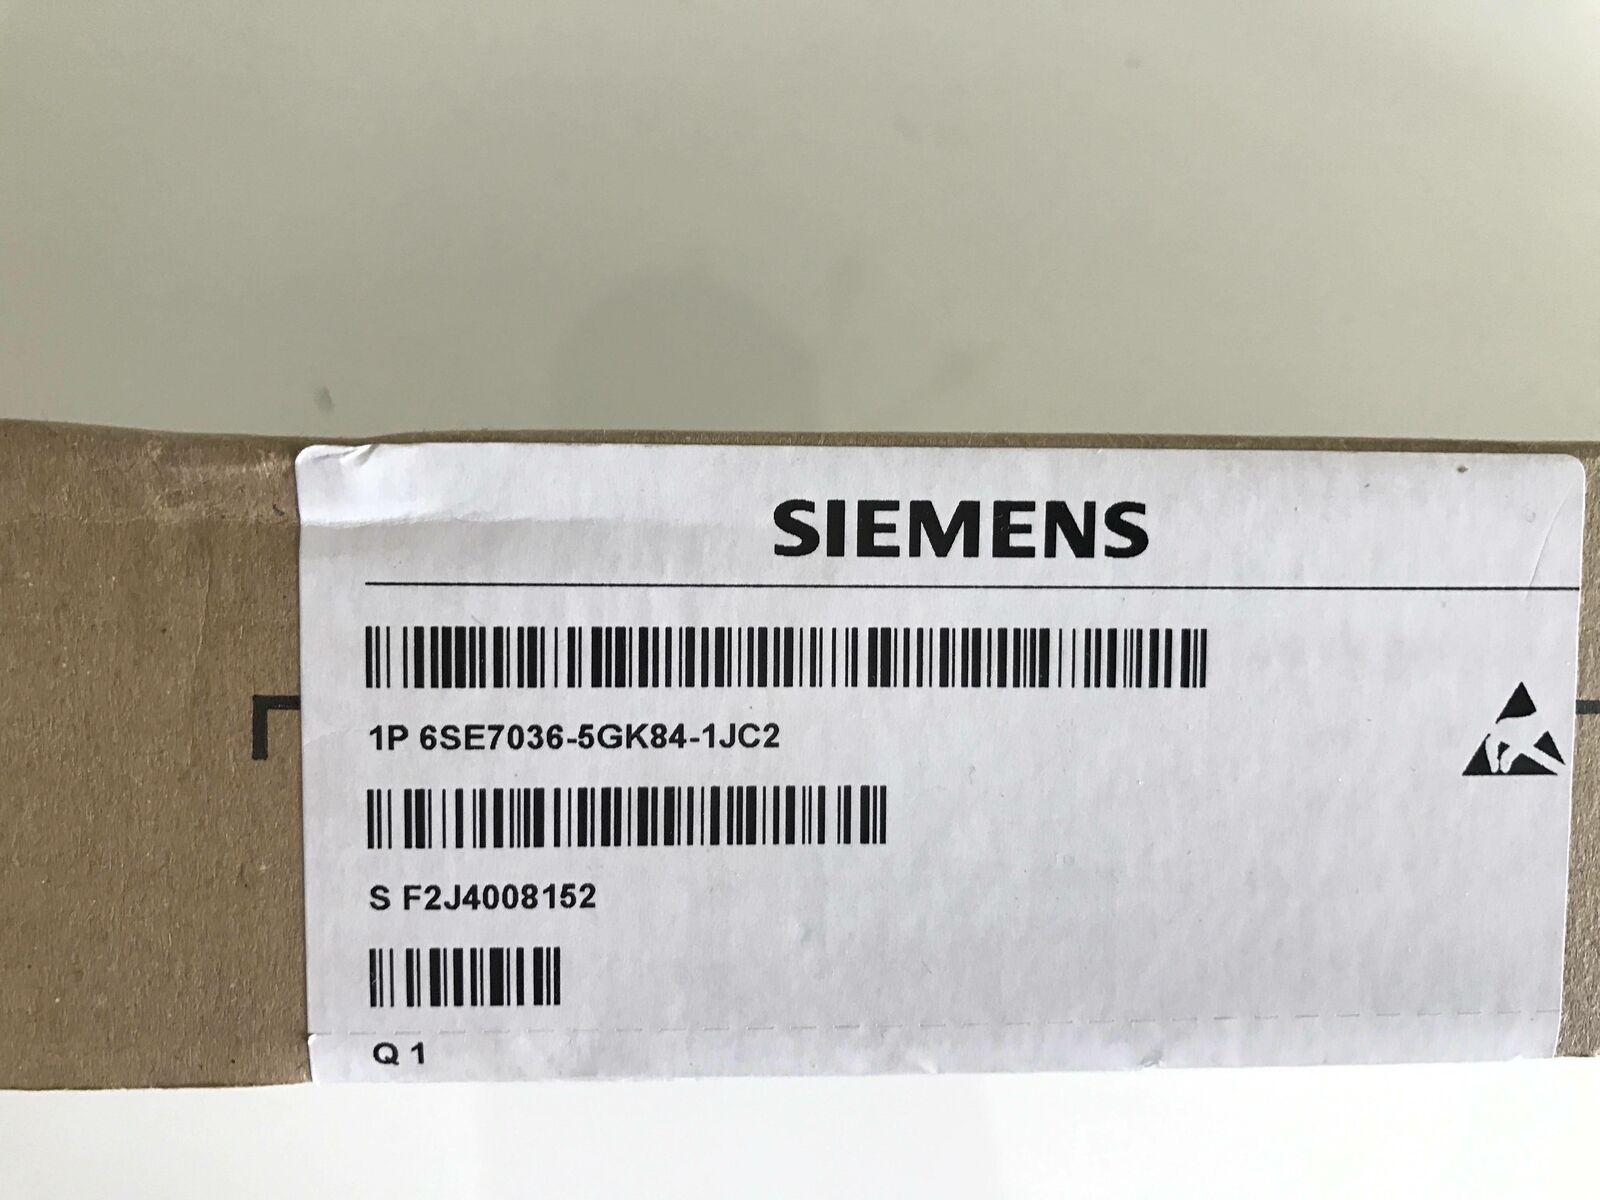 SIEMENS
1P 6SE7036-5GK84-1JC2
S F2J4008152
Q 1